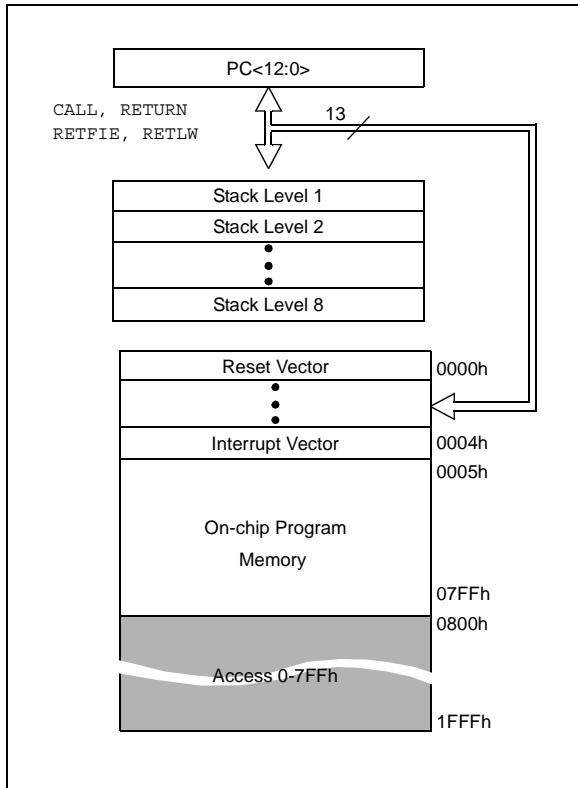 PC<12:0>
CALL, RETURN
RETFIE, RETLW
13
Stack Level 1
Stack Level 2
Stack Level 8
Reset Vector
0000h
Interrupt Vector
0004h
0005h
On-chip Program
Memory
07FFh
0800h
Access 0-7FFh
1FFFh